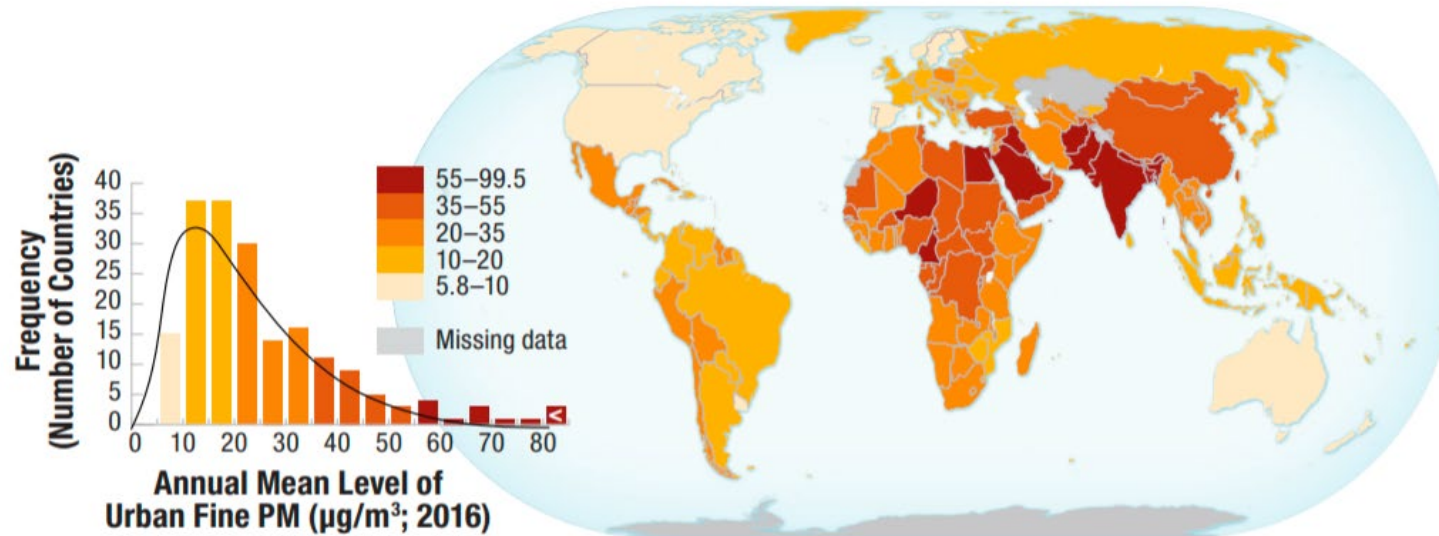 Frequency
(Number of Countries)
40
35
30
25
20
15
10
5
0
0 10 20 30 40 50 60 70 80
<
Annual Mean Level of
Urban Fine PM (µg/m³; 2016)
55–99.5
35–55
20–35
10–20
5.8–10
Missing data